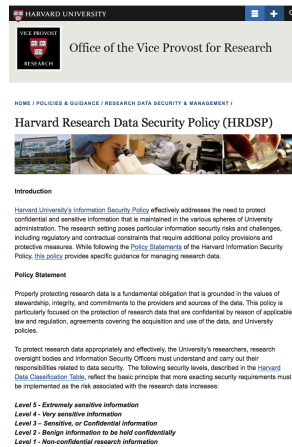 HARVARD UNIVERSITY
VICE PROVOST
RESEARCH
Office of the Vice Provost for Research
HOME / POLICIES & GUIDANCE / RESEARCH DATA SECURITY & MANAGEMENT /
Harvard Research Data Security Policy (HRDSP)
Introduction
Harvard University's Information Security Policy effectively addresses the need to protect
confidential and sensitive information that is maintained in the various spheres of University
administration. The research setting poses particular information security risks and challenges,
including regulatory and contractual constraints that require additional policy provisions and
protective measures. While following the Policy Statements of the Harvard Information Security
Policy, this policy provides specific guidance for managing research data.
Policy Statement
Properly protecting research data is a fundamental obligation that is grounded in the values of
stewardship, integrity, and commitments to the providers and sources of the data. This policy is
particularly focused on the protection of research data that are confidential by reason of applicable
law and regulation, agreements covering the acquisition and use of the data, and University
policies.
To protect research data appropriately and effectively, the University's researchers, research
oversight bodies and Information Security Officers must understand and carry out their
responsibilities related to data security. The following security levels, described in the Harvard
Data Classification Table, reflect the basic principle that more exacting security requirements must
be implemented as the risk associated with the research data increases:
Level 5 - Extremely sensitive information
Level 4 - Very sensitive information
Level 3 – Sensitive, or Confidential information
Level 2 - Benign information to be held confidentially
Level 1 - Non-confidential research information